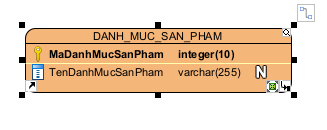 DANH_MUC_SAN_PHAM
MaDanhMucSanPham integer(10)
TenDanhMucSanPham varchar(255) N